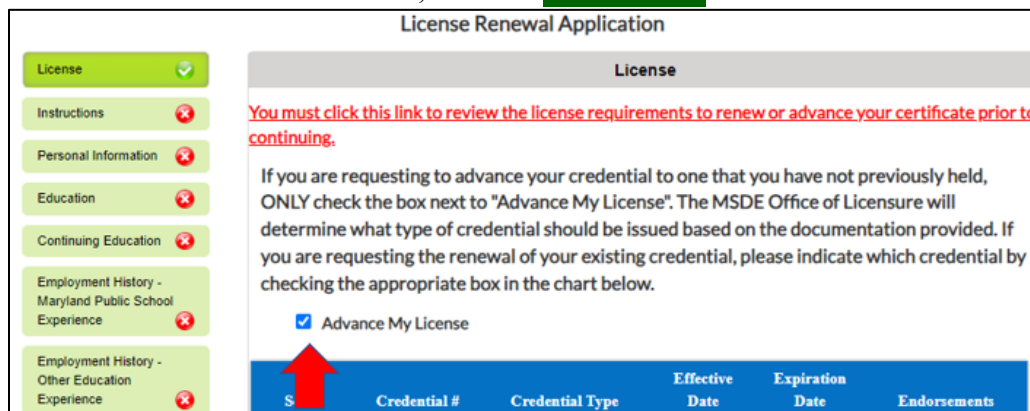 License Renewal Application
License
Instructions
Personal Information
Education
Continuing Education
Employment History -
Maryland Public School
Experience
Employment History -
Other Education
Experience
License
You must click this link to review the license requirements to renew or advance your certificate prior to
continuing.
If you are requesting to advance your credential to one that you have not previously held,
ONLY check the box next to "Advance My License". The MSDE Office of Licensure will
determine what type of credential should be issued based on the documentation provided. If
you are requesting the renewal of your existing credential, please indicate which credential by
checking the appropriate box in the chart below.
Advance My License
Effective Expiration
Credential # Credential Type Date Date Endorsements